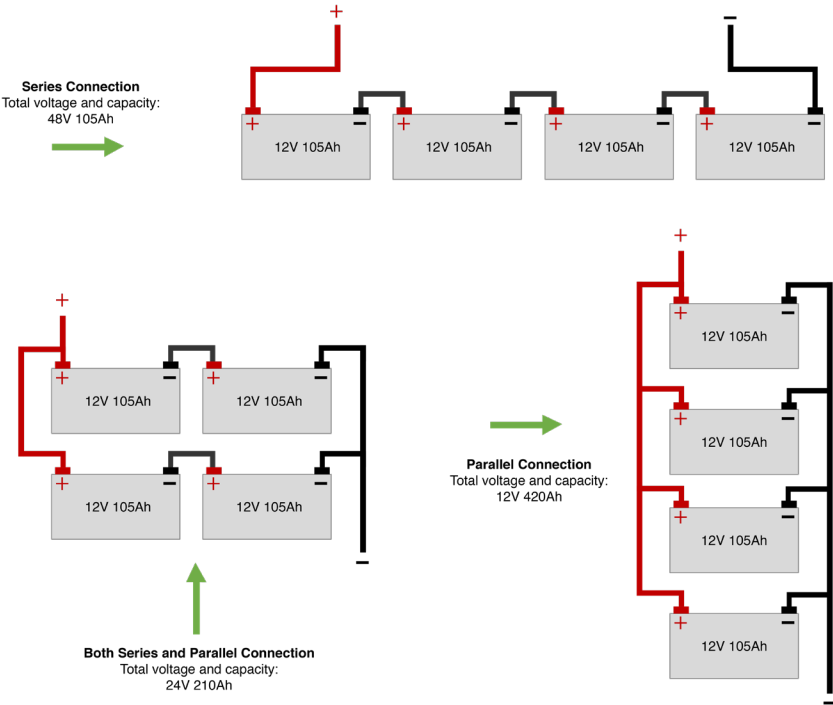 +
−
Series Connection
Total voltage and capacity:
48V 105Ah
+ − + − + − + −
12V 105Ah 12V 105Ah 12V 105Ah 12V 105Ah
+
+ −
12V 105Ah
+
+ − + −
12V 105Ah 12V 105Ah
+ −
12V 105Ah
Parallel Connection
Total voltage and capacity:
12V 420Ah
+ − + −
12V 105Ah 12V 105Ah
−
+ −
12V 105Ah
+ −
12V 105Ah
−
Both Series and Parallel Connection
Total voltage and capacity:
24V 210Ah